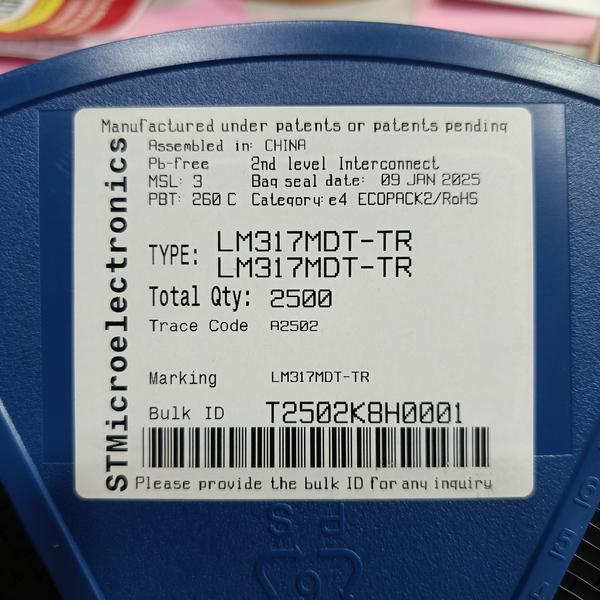 Manufactured under patents or patents pending
Assembled in: CHINA
Pb-free 2nd level Interconnect
MSL: 3 Bag seal date: 09 JAN 2025
PBT: 260 C Category: e4 ECOPACK2/RoHS
TYPE: LM317MDT-TR
LM317MDT-TR
Total Qty: 2500
Trace Code A2502
Marking LM317MDT-TR
Bulk ID T2502K8H0001
Please provide the bulk ID for any inquiry
STMicroelectronics
PS
6